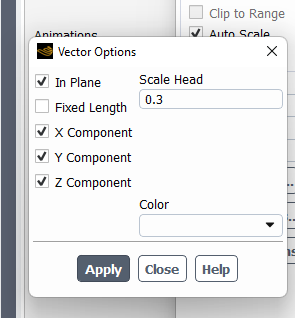 Clip to Range
Auto Scale
Animations
Vector Options
In Plane
Scale Head
Fixed Length
0.3
X Component
Y Component
Z Component
Color
Apply
Close
Help